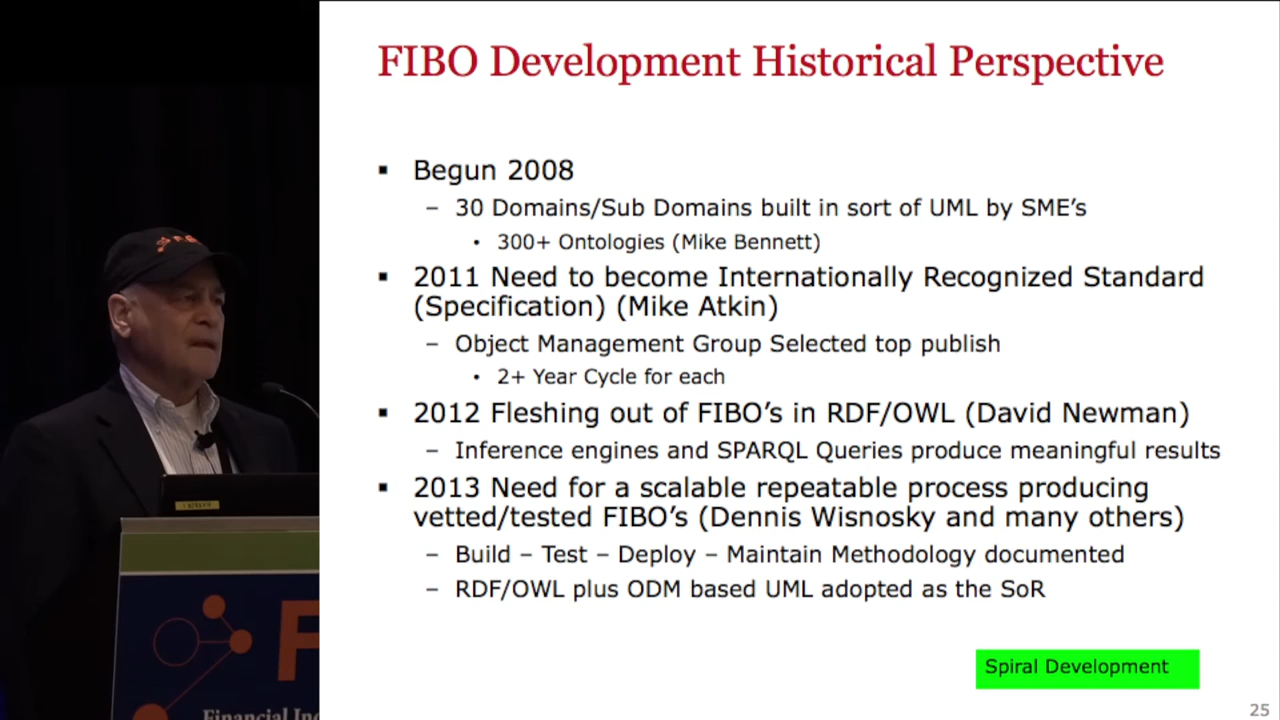 FIBO Development Historical Perspective
▪ Begun 2008
– 30 Domains/Sub Domains built in sort of UML by SME’s
• 300+ Ontologies (Mike Bennett)
▪ 2011 Need to become Internationally Recognized Standard
(Specification) (Mike Atkin)
– Object Management Group Selected top publish
• 2+ Year Cycle for each
▪ 2012 Fleshing out of FIBO’s in RDF/OWL (David Newman)
– Inference engines and SPARQL Queries produce meaningful results
▪ 2013 Need for a scalable repeatable process producing
vetted/tested FIBO’s (Dennis Wisnosky and many others)
– Build – Test – Deploy – Maintain Methodology documented
– RDF/OWL plus ODM based UML adopted as the SoR
Spiral Development
25
F
Financial